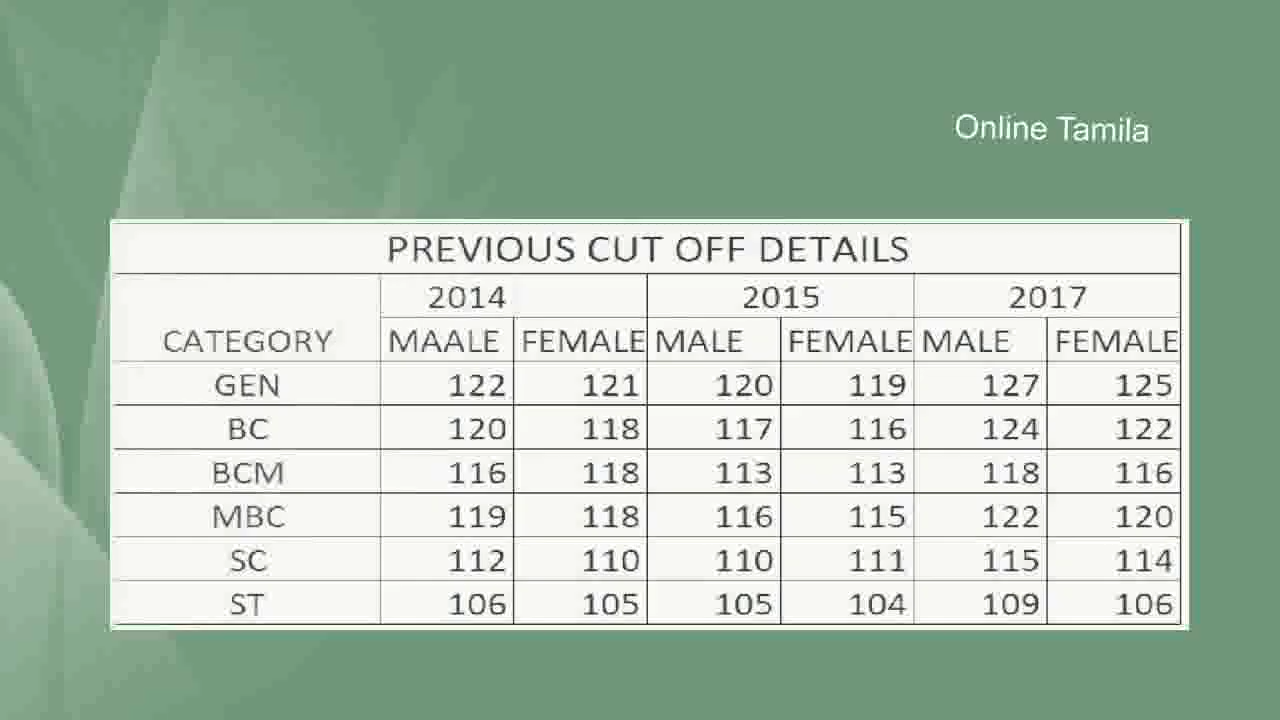 Online Tamila
PREVIOUS CUT OFF DETAILS
2014 2015 2017
CATEGORY MAALE FEMALE MALE FEMALE MALE FEMALE
GEN 122 121 120 119 127 125
BC 120 118 117 116 124 122
BCM 116 118 113 113 118 116
MBC 119 118 116 115 122 120
SC 112 110 110 111 115 114
ST 106 105 105 104 109 106